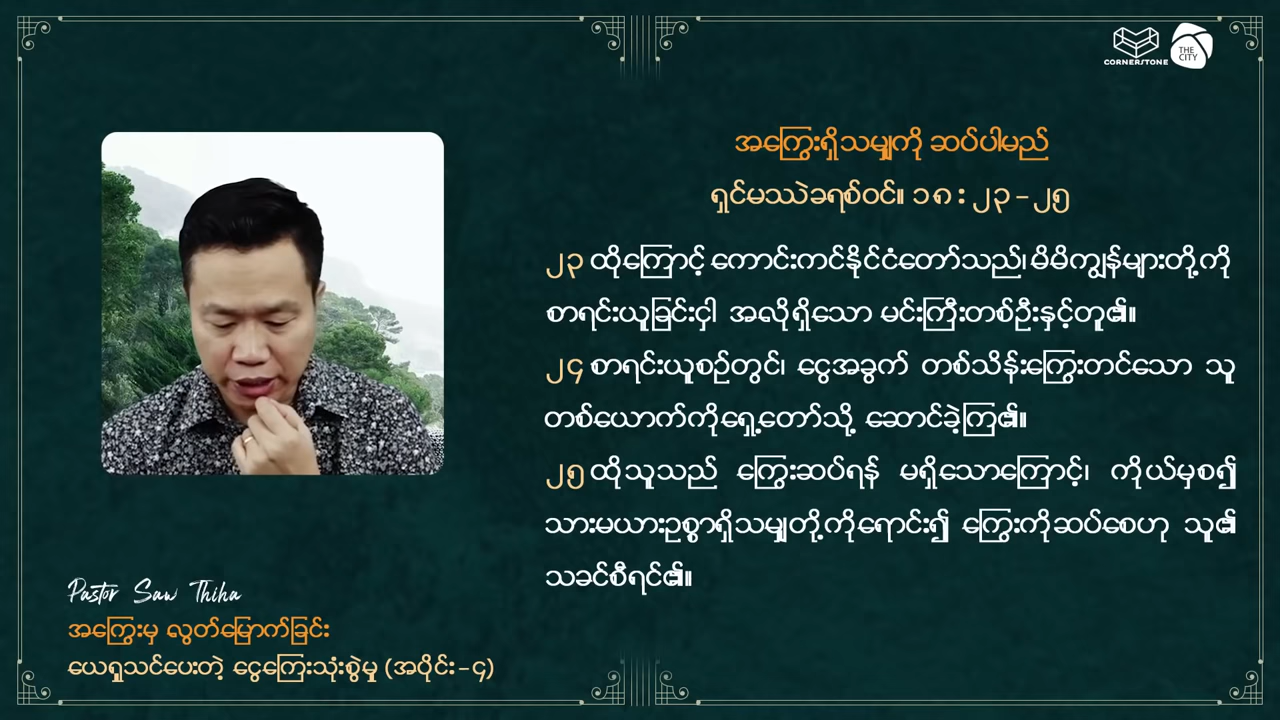 CORNERSTONE
THE
CITY
အကြွေးရှိသမျှကို ဆပ်ပါမည်
ရှင်မဿဲခရစ်ဝင်။ ၁၈ : ၂၃ – ၂၅
၂၃ ထိုကြောင့် ကောင်းကင်နိုင်ငံတော်သည်၊ မိမိကျွန်များတို့ကို
စာရင်းယူခြင်းငှါ အလိုရှိသော မင်းကြီးတစ်ဦးနှင့်တူ၏။
၂၄ စာရင်းယူစဉ်တွင်၊ ငွေအခွက် တစ်သိန်းကြွေးတင်သော သူ
တစ်ယောက်ကိုရှေ့တော်သို့ ဆောင်ခဲ့ကြ၏။
၂၅ ထိုသူသည် ကြွေးဆပ်ရန် မရှိသောကြောင့်၊ ကိုယ်မှစ၍
သားမယားဥစ္စာရှိသမျှတို့ကိုရောင်း၍ ကြွေးကိုဆပ်စေဟု သူ၏
သခင်စီရင်၏။
Pastor Saw Thiha
အကြွေးမှ လွတ်မြောက်ခြင်း
ယေရှုသင်ပေးတဲ့ ငွေကြေးသုံးစွဲမှု (အပိုင်း – ၄)